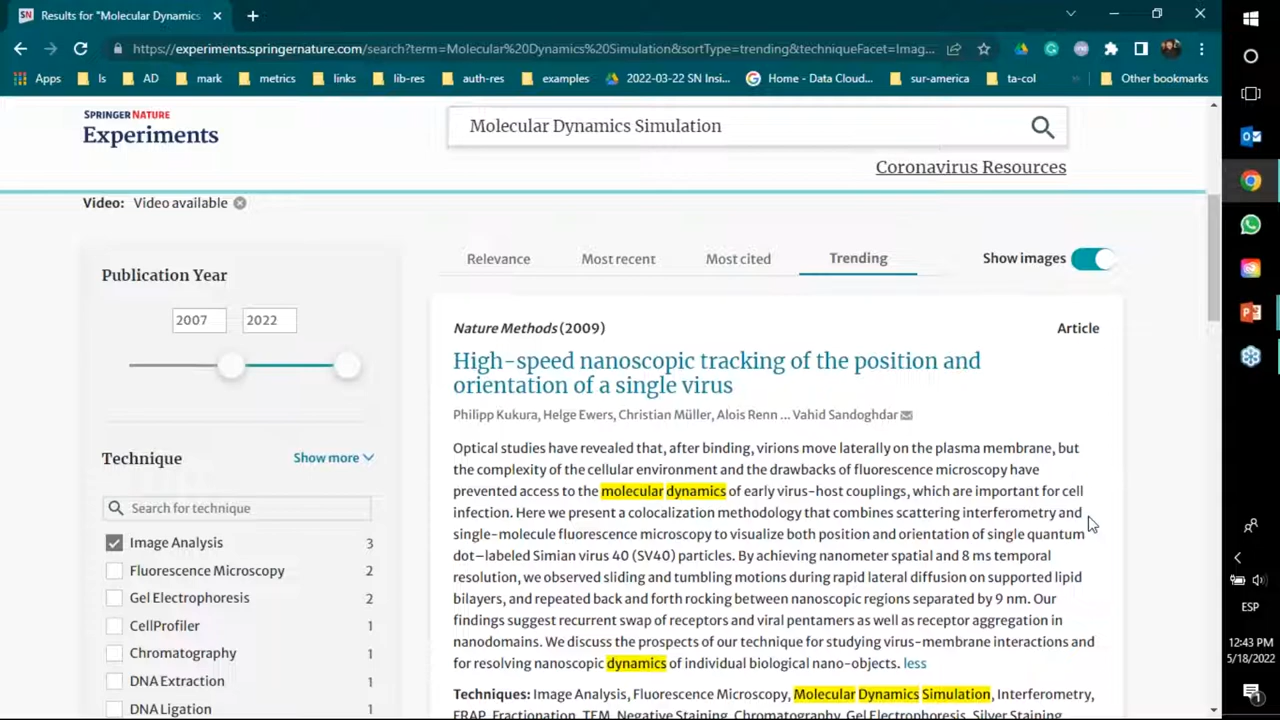 Results for "Molecular Dynamics
https://experiments.springernature.com/search?term=Molecular%20Dynamics%20Simulation&sortType=trending&techniqueFacet=Imag...
Apps
ls
AD
mark
metrics
links
lib-res
auth-res
examples
2022-03-22 SN Insi...
Home - Data Cloud...
sur-america
ta-col
Other bookmarks
SPRINGER NATURE
Experiments
Molecular Dynamics Simulation
Coronavirus Resources
Video: Video available
Publication Year
2007 2022
Technique Show more
Search for technique
Image Analysis 3
Fluorescence Microscopy 2
Gel Electrophoresis 2
CellProfiler 1
Chromatography 1
DNA Extraction 1
DNA Ligation 1
Relevance Most recent Most cited Trending Show images
Nature Methods (2009) Article
High-speed nanoscopic tracking of the position and
orientation of a single virus
Philipp Kukura, Helge Ewers, Christian Müller, Alois Renn ... Vahid Sandoghdar
Optical studies have revealed that, after binding, virions move laterally on the plasma membrane, but
the complexity of the cellular environment and the drawbacks of fluorescence microscopy have
prevented access to the molecular dynamics of early virus-host couplings, which are important for cell
infection. Here we present a colocalization methodology that combines scattering interferometry and
single-molecule fluorescence microscopy to visualize both position and orientation of single quantum
dot–labeled Simian virus 40 (SV40) particles. By achieving nanometer spatial and 8 ms temporal
resolution, we observed sliding and tumbling motions during rapid lateral diffusion on supported lipid
bilayers, and repeated back and forth rocking between nanoscopic regions separated by 9 nm. Our
findings suggest recurrent swap of receptors and viral pentamers as well as receptor aggregation in
nanodomains. We discuss the prospects of our technique for studying virus-membrane interactions and
for resolving nanoscopic dynamics of individual biological nano-objects. less
Techniques: Image Analysis, Fluorescence Microscopy, Molecular Dynamics Simulation, Interferometry,
FRAP, Fractionation, TEM, Negative Staining, Chromatography, Gel Electrophoresis, Silver Staining
ESP
12:43 PM
5/18/2022